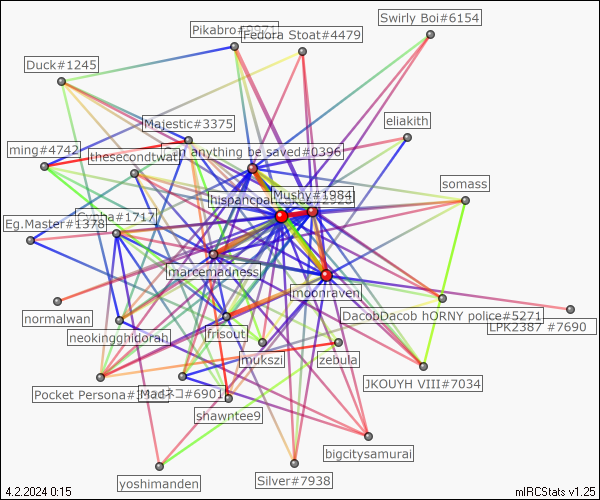 Swirly Boi#6154
Pikabro#9971
Fedora Stoat#4479
Duck#1245
Majestic#3375
eliakith
ming#4742
thesecondtwat
can anything be saved#0396
somass
Mushy#1984
hispancpa
Cypha#1717
Eg.Master#1378
marcemadness
moonraven
normalwan
DacobDacob hORNY police#5271
LPK2387 #7690
neokingghidorah
frisout
mukszi
zebula
JKOUYH VIII#7034
Pocket Persona#
Madネコ#6901
shawntee9
bigcitysamurai
yoshimanden
Silver#7938
4.2.2024 0:15
mIRCStats v1.25